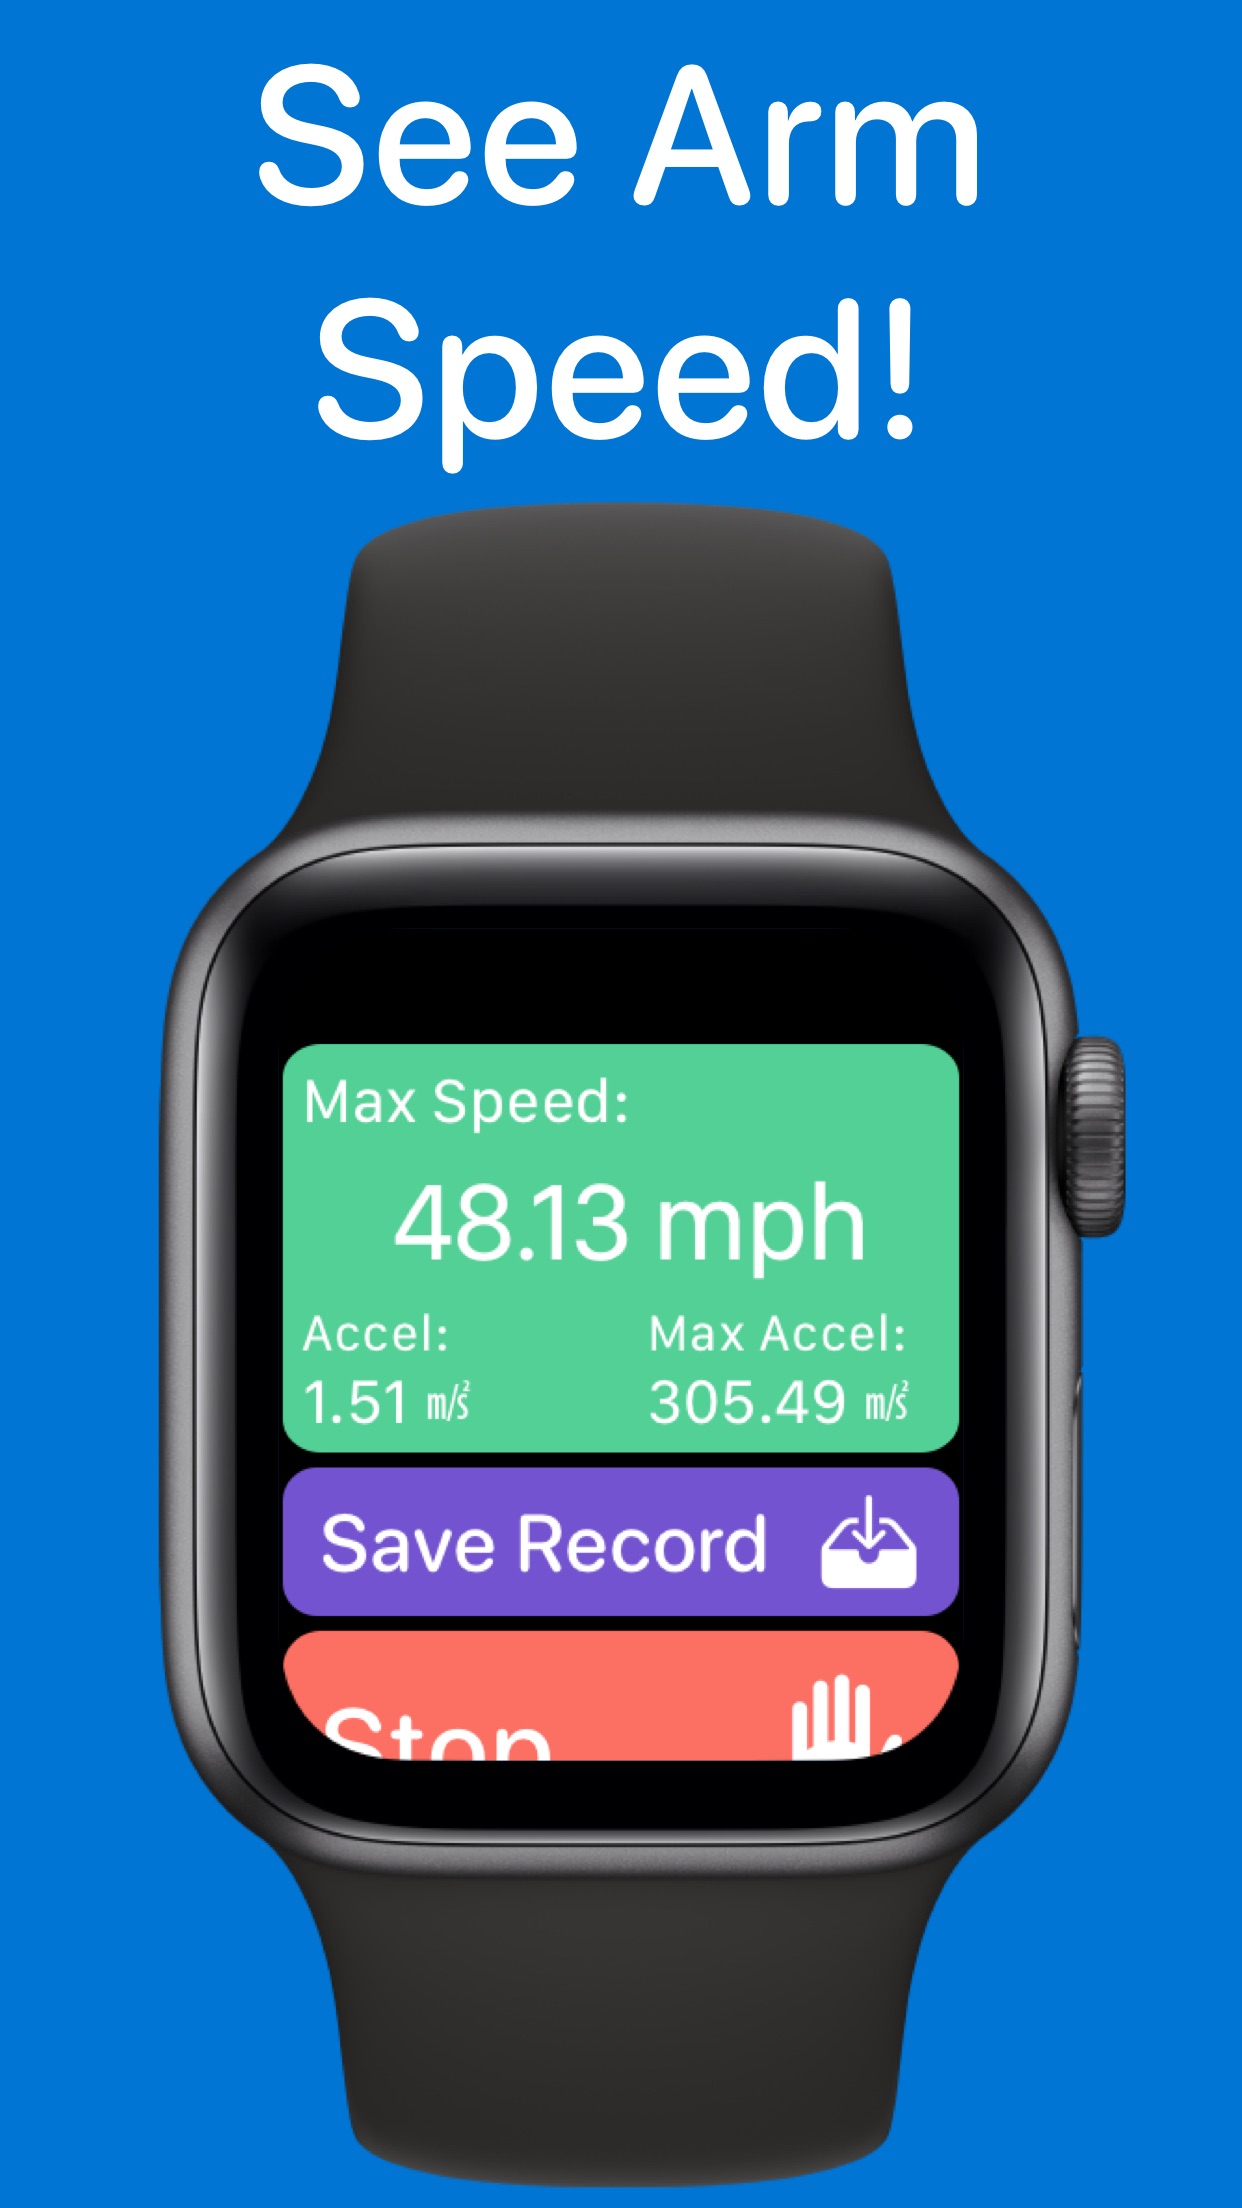 See Arm
Speed!
Max Speed:
48.13 mph
Accel: Max Accel:
1.51 m/s² 305.49 m/s²
Save Record
Stop